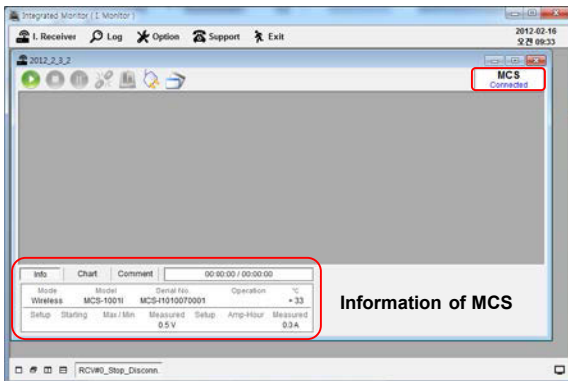 Integrated Monitor ( I. Monitor )
I. Receiver Log Option Support Exit
2012-02-16
오전 09:33
2012_2_3_2
MCS
Connected
Info Chart Comment 00:00:00 / 00:00:00
Mode Model Serial No. Operation ℃
Wireless MCS-1001I MCS-I1010070001 + 33
Setup Starting Max / Min Measured Setup Amp-Hour Measured
0.5 V 0.3 A
Information of MCS
RCV#0_Stop_Disconn.